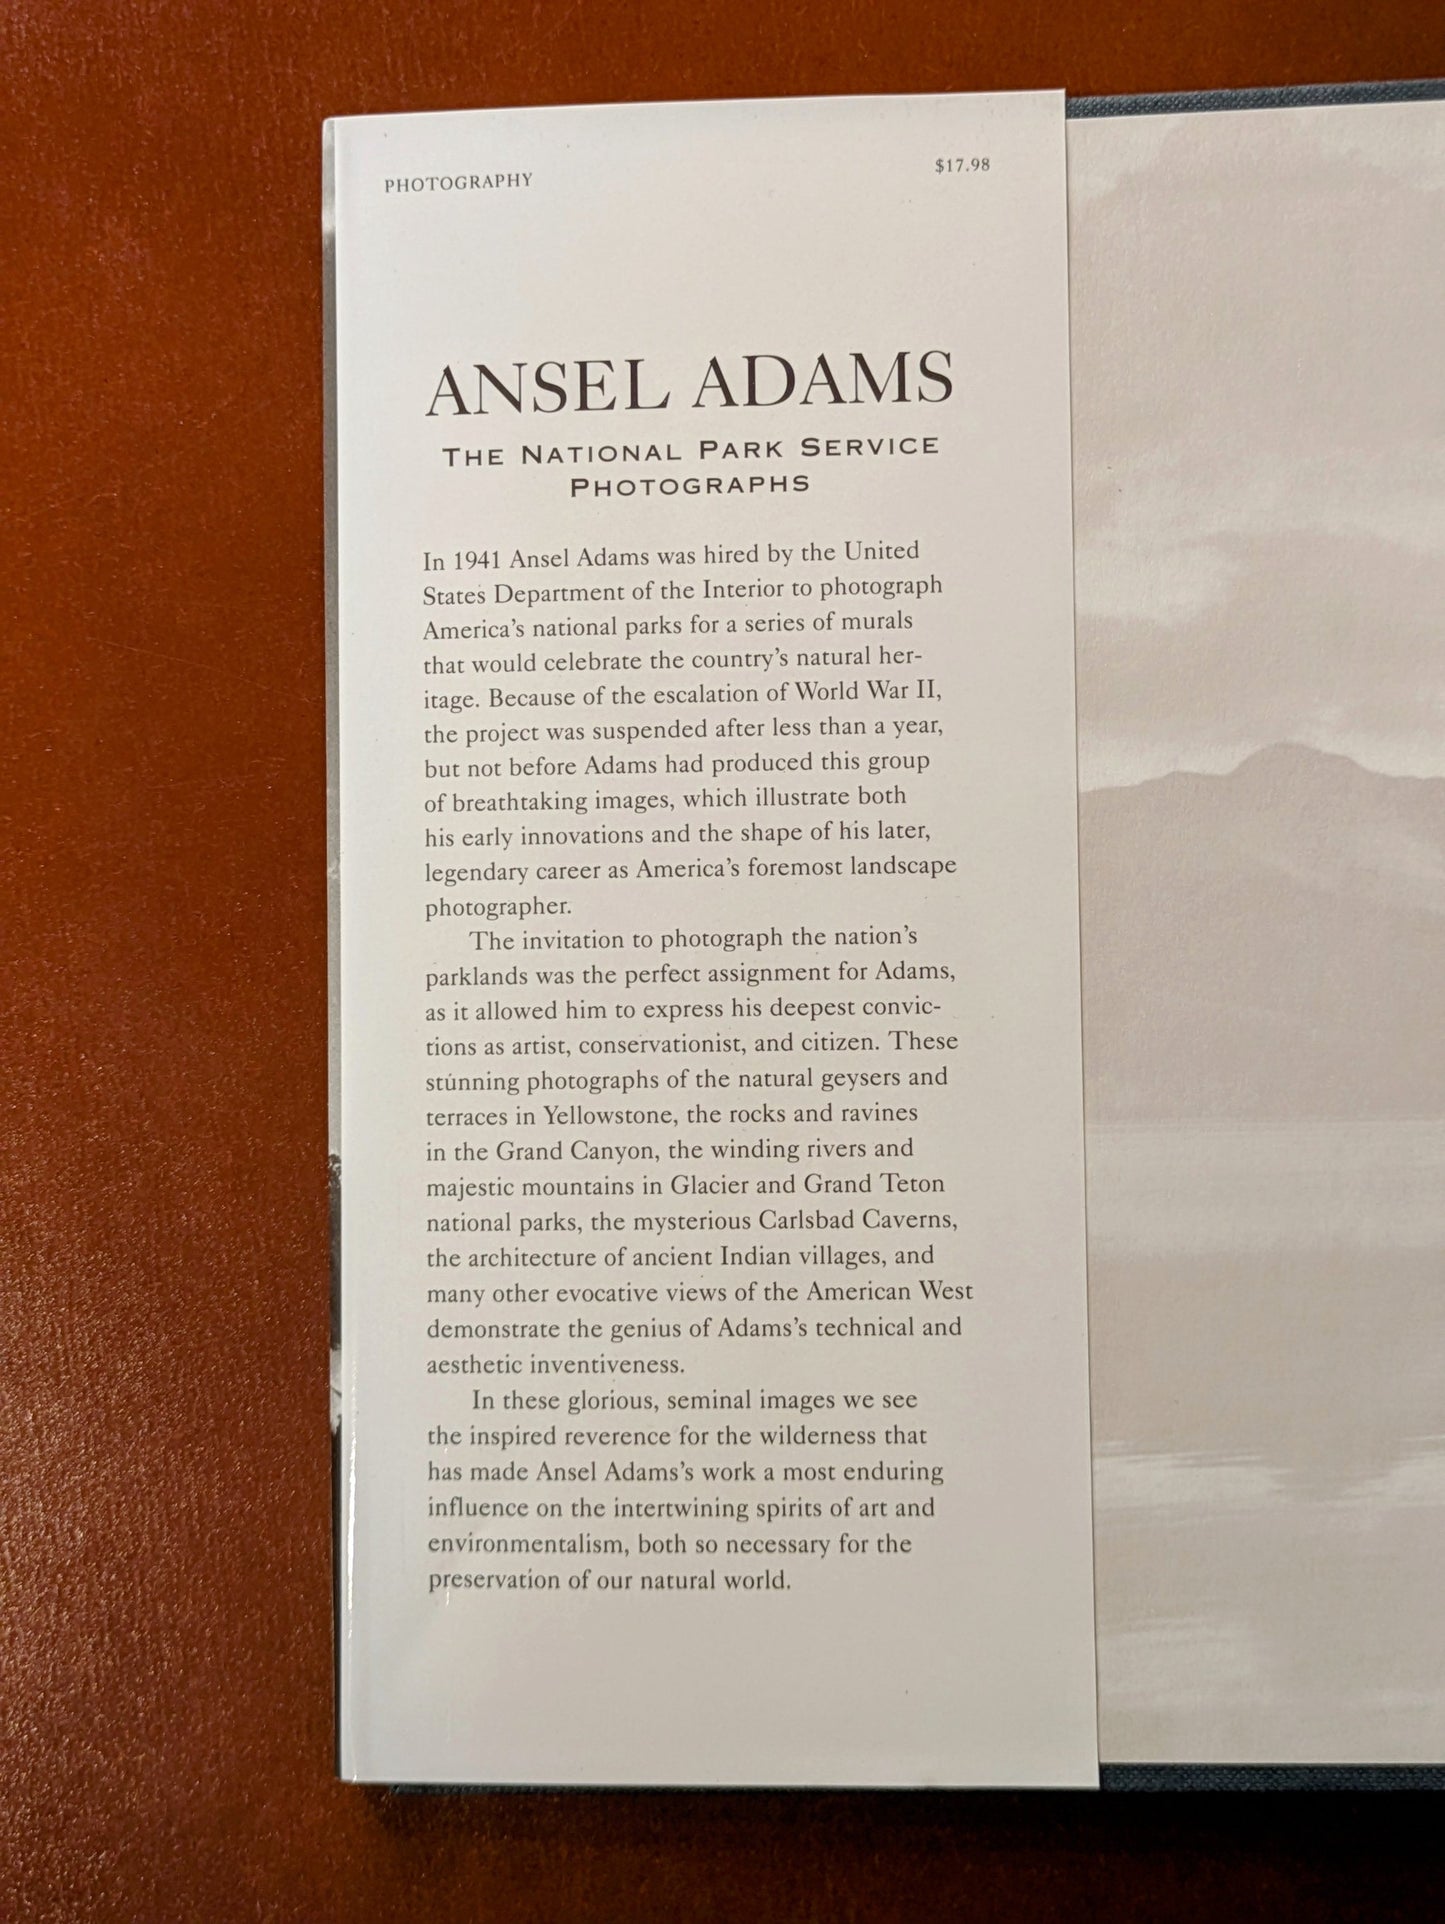 PHOTOGRAPHY
$17.98
ANSEL ADAMS
THE NATIONAL PARK SERVICE
PHOTOGRAPHS
In 1941 Ansel Adams was hired by the United
States Department of the Interior to photograph
America's national parks for a series of murals
that would celebrate the country's natural her-
itage. Because of the escalation of World War II,
the project was suspended after less than a year,
but not before Adams had produced this group
of breathtaking images, which illustrate both
his early innovations and the shape of his later,
legendary career as America's foremost landscape
photographer.
The invitation to photograph the nation's
parklands was the perfect assignment for Adams,
as it allowed him to express his deepest convic-
tions as artist, conservationist, and citizen. These
stunning photographs of the natural geysers and
terraces in Yellowstone, the rocks and ravines
in the Grand Canyon, the winding rivers and
majestic mountains in Glacier and Grand Teton
national parks, the mysterious Carlsbad Caverns,
the architecture of ancient Indian villages, and
many other evocative views of the American West
demonstrate the genius of Adams's technical and
aesthetic inventiveness.
In these glorious, seminal images we see
the inspired reverence for the wilderness that
has made Ansel Adams's work a most enduring
influence on the intertwining spirits of art and
environmentalism, both so necessary for the
preservation of our natural world.